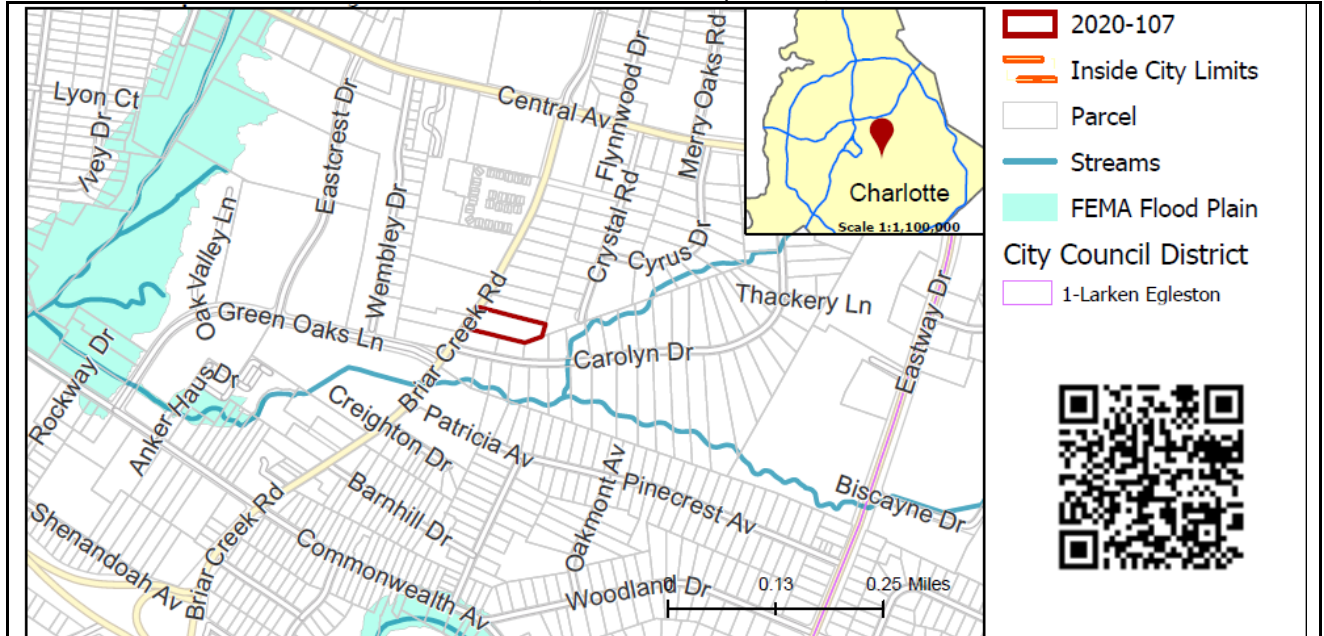 Lyon Ct
Ivey Dr
Eastcrest Dr
Wembley Dr
Central Av
Flynnwood Dr
Merry Oaks Rd
Crystal Rd
Cyrus Dr
Charlotte
Scale 1:1,100,000
Oak Valley Ln
Green Oaks Ln
Briar Creek Rd
Thackery Ln
Carolyn Dr
Eastway Dr
Rockway Dr
Anker Haus Dr
Creighton Dr
Patricia Av
Barnhill Dr
Oakmont Av
Pinecrest Av
Biscayne Dr
Shenandoah Av
Briar Creek Rd
Commonwealth Av
Woodland Dr
0 0.13 0.25 Miles
2020-107
Inside City Limits
Parcel
Streams
FEMA Flood Plain
City Council District
1-Larken Egleston